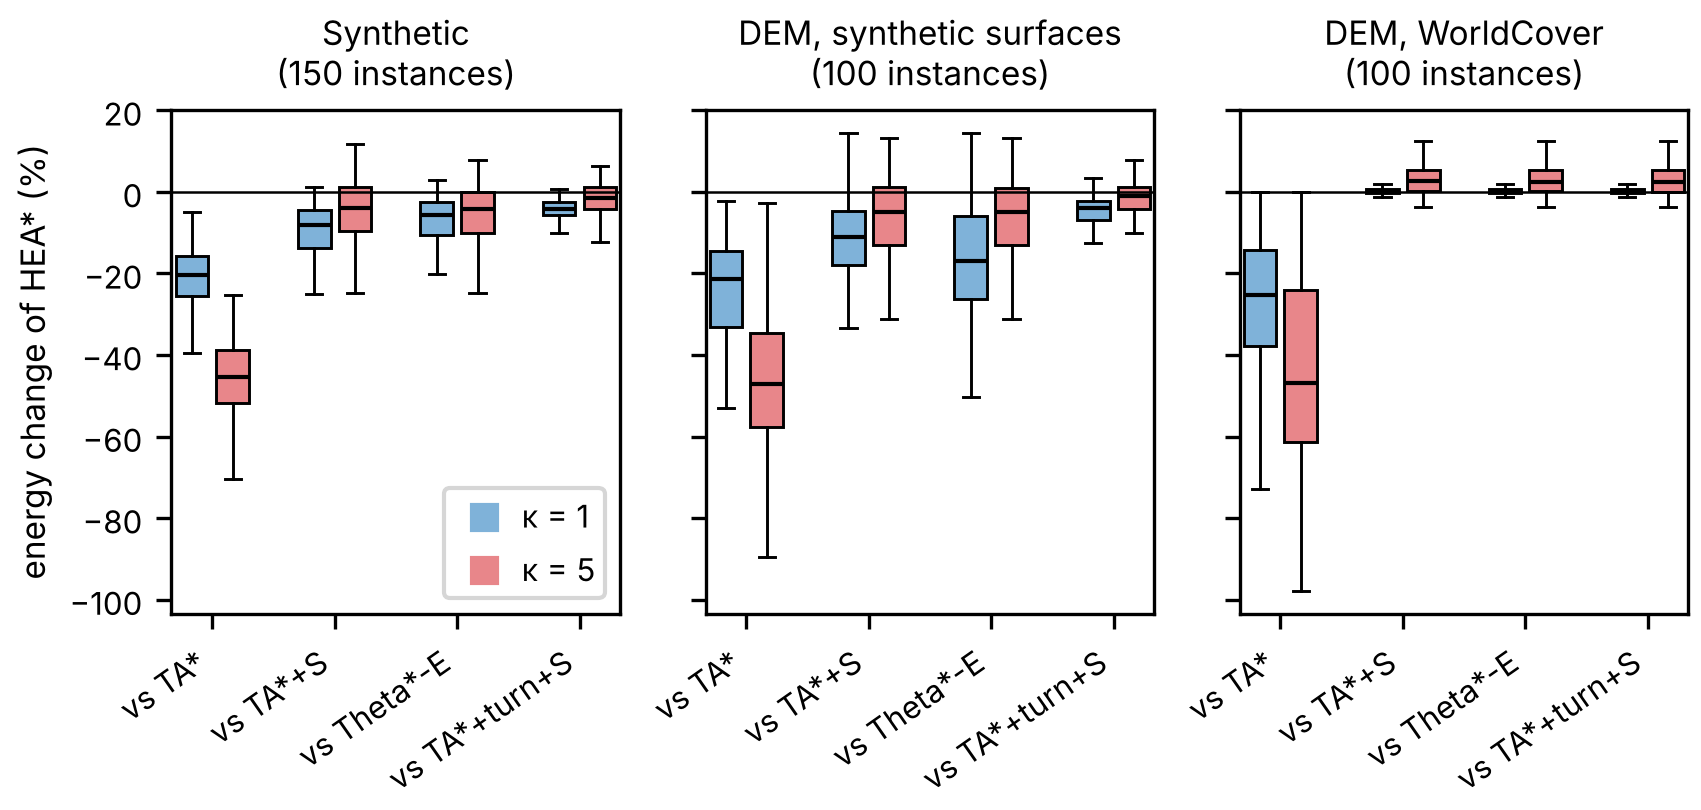 Synthetic
(150 instances)
DEM, synthetic surfaces
(100 instances)
DEM, WorldCover
(100 instances)
energy change of HEA* (%)
20
0
−20
−40
−60
−80
−100
κ = 1
κ = 5
vs TA*
vs TA*+S
vs Theta*-E
vs TA*+turn+S
vs TA*
vs TA*+S
vs Theta*-E
vs TA*+turn+S
vs TA*
vs TA*+S
vs Theta*-E
vs TA*+turn+S